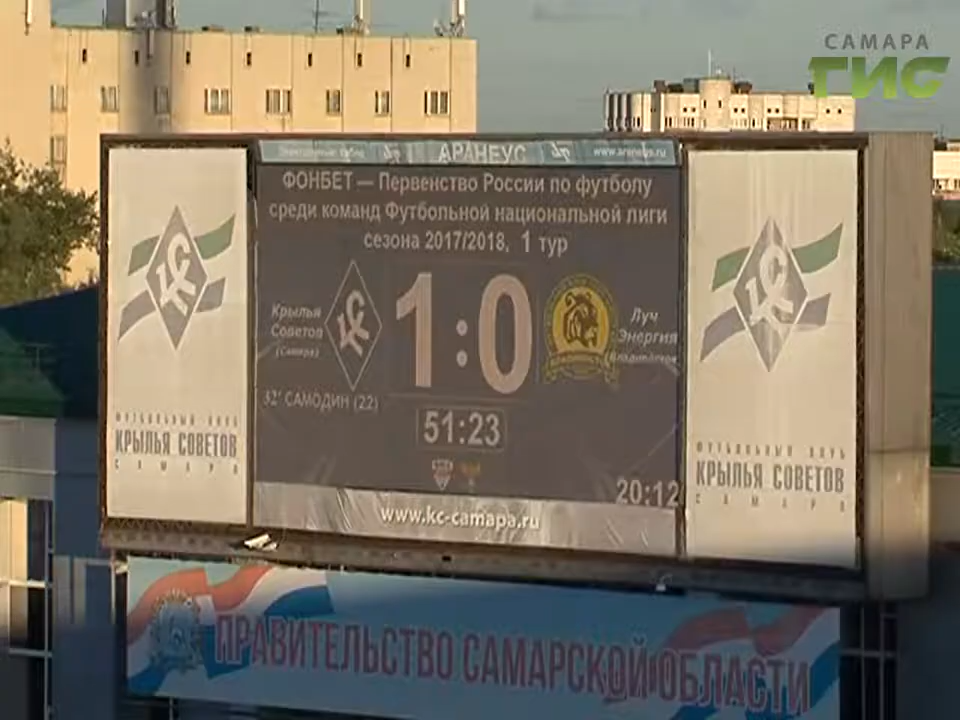 САМАРА
ГИС
Электронные табло АРАНЕУС www.araneus.ru
ФОНБЕТ — Первенство России по футболу
среди команд Футбольной национальной лиги
сезона 2017/2018, 1 тур
Крылья
Советов
(Самара)
1:0
Луч
Энергия
(Владивосток)
32' САМОДИН (22)
51:23
20:12
www.kc-camapa.ru
ФУТБОЛЬНЫЙ КЛУБ
КРЫЛЬЯ СОВЕТОВ
САМАРА
ФУТБОЛЬНЫЙ КЛУБ
КРЫЛЬЯ СОВЕТОВ
САМАРА
ПРАВИТЕЛЬСТВО САМАРСКОЙ ОБЛАСТИ